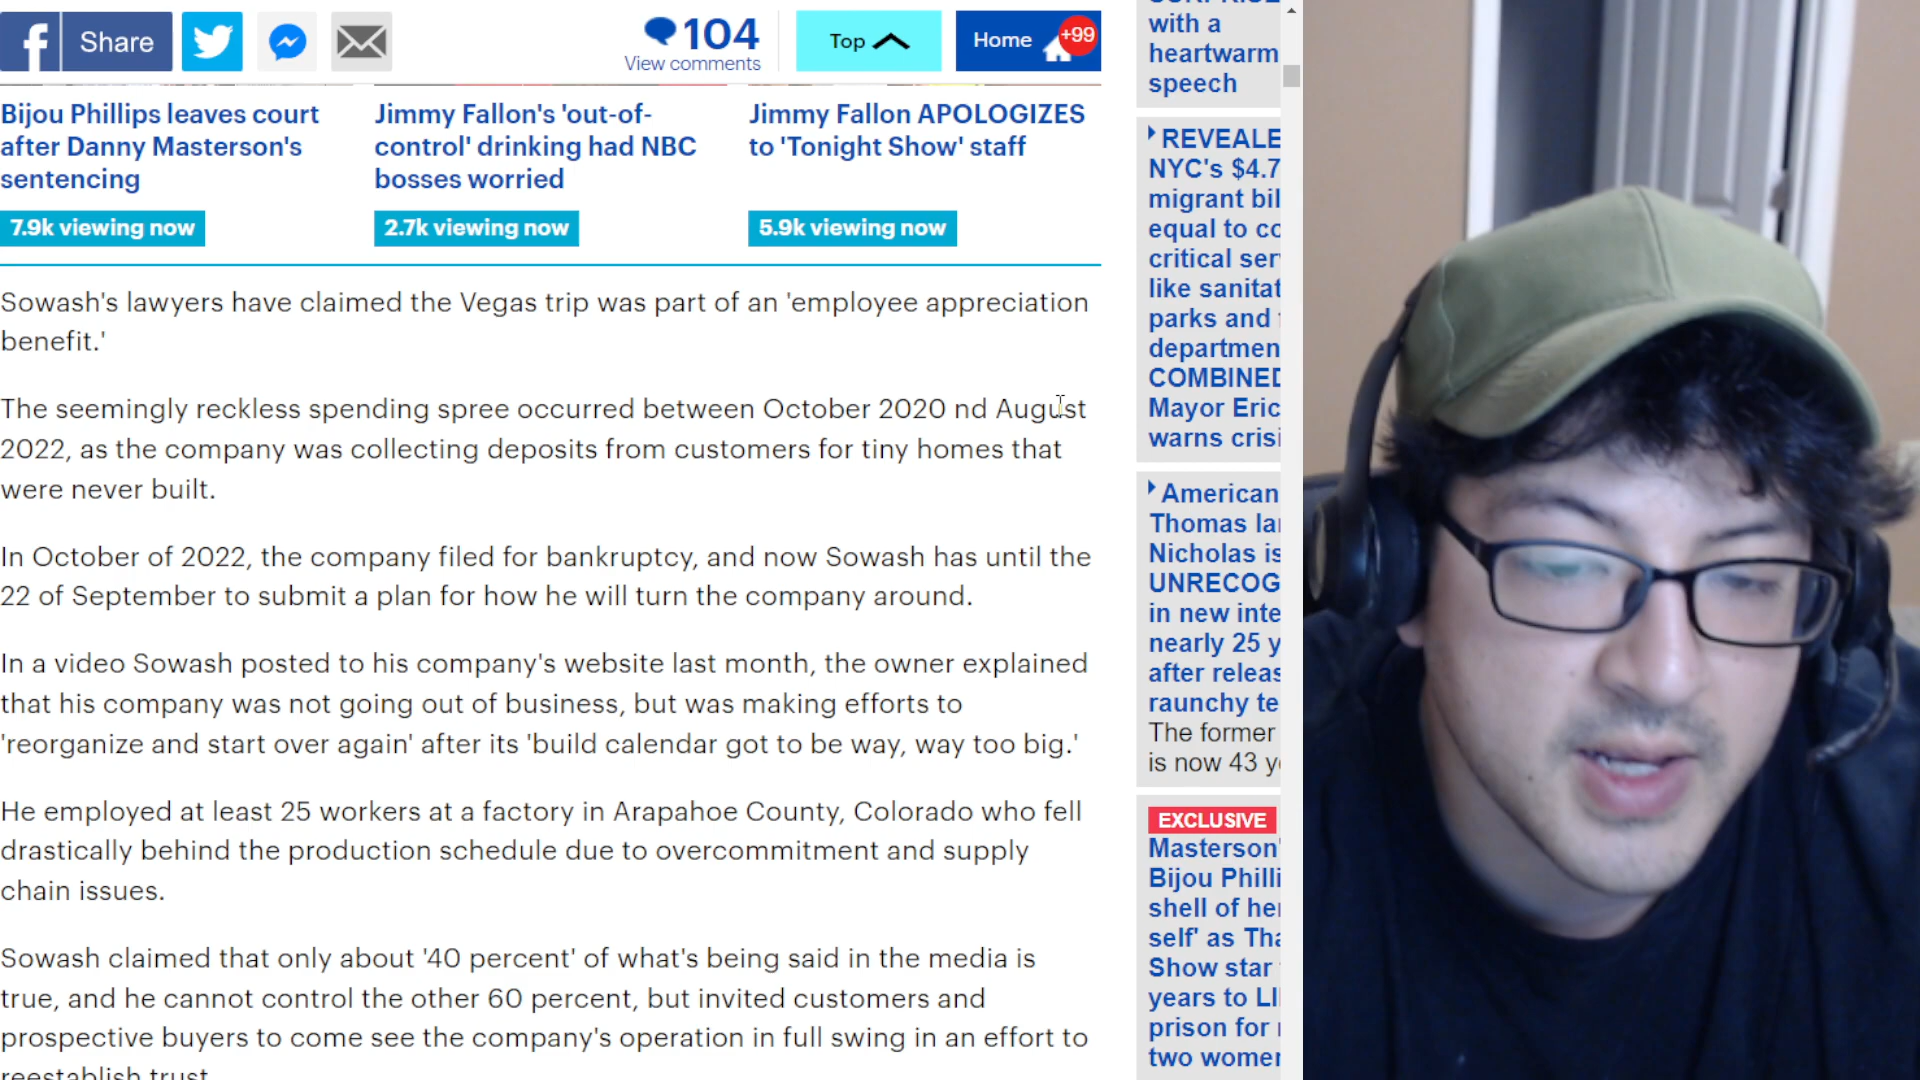 Share
104
View comments
Top
Home
+99
Bijou Phillips leaves court
after Danny Masterson's
sentencing
7.9k viewing now
Jimmy Fallon's 'out-of-
control' drinking had NBC
bosses worried
2.7k viewing now
Jimmy Fallon APOLOGIZES
to 'Tonight Show' staff
5.9k viewing now
Sowash's lawyers have claimed the Vegas trip was part of an 'employee appreciation
benefit.'
The seemingly reckless spending spree occurred between October 2020 nd August
2022, as the company was collecting deposits from customers for tiny homes that
were never built.
In October of 2022, the company filed for bankruptcy, and now Sowash has until the
22 of September to submit a plan for how he will turn the company around.
In a video Sowash posted to his company's website last month, the owner explained
that his company was not going out of business, but was making efforts to
'reorganize and start over again' after its 'build calendar got to be way, way too big.'
He employed at least 25 workers at a factory in Arapahoe County, Colorado who fell
drastically behind the production schedule due to overcommitment and supply
chain issues.
Sowash claimed that only about '40 percent' of what's being said in the media is
true, and he cannot control the other 60 percent, but invited customers and
prospective buyers to come see the company's operation in full swing in an effort to
reestablish trust
with a
heartwarm
speech
REVEALE
NYC's $4.7
migrant bil
equal to co
critical ser
like sanitat
parks and
departmen
COMBINED
Mayor Eric
warns crisi
American
Thomas Ia
Nicholas is
UNRECOG
in new inte
nearly 25 y
after releas
raunchy te
The former
is now 43 y
EXCLUSIVE
Masterson'
Bijou Philli
shell of her
self' as Tha
Show star
years to LI
prison for
two womer